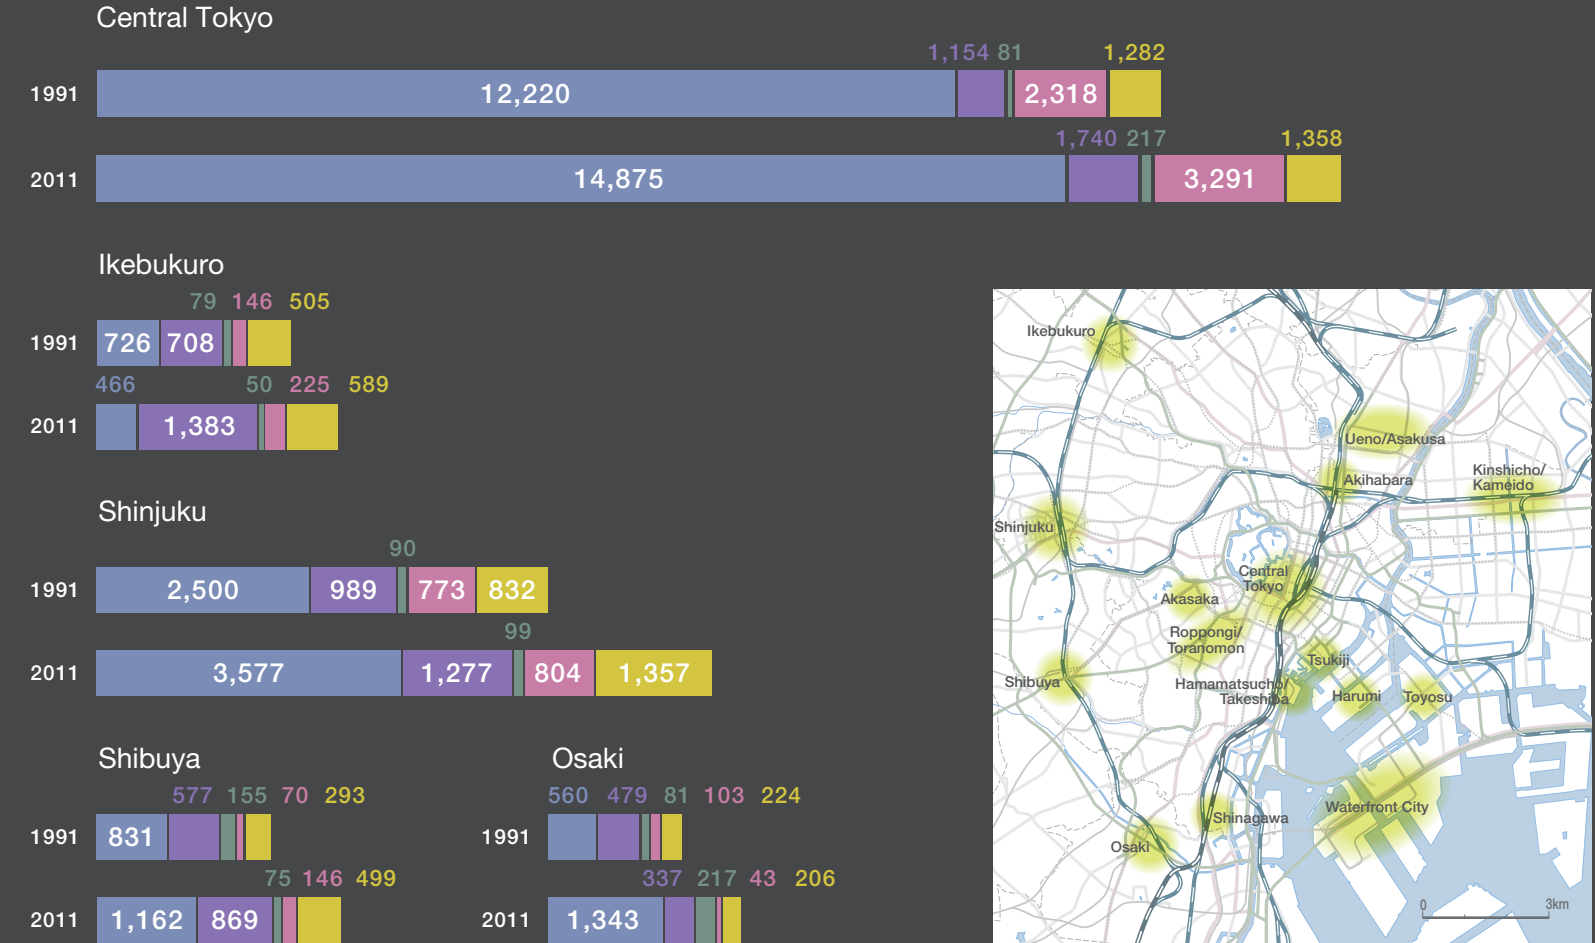 Central Tokyo
1,154 81 1,282
1991 12,220 2,318
1,740 217 1,358
2011 14,875 3,291
Ikebukuro
79 146 505
1991 726 708
466 50 225 589
2011 1,383
Shinjuku
90
1991 2,500 989 773 832
99
2011 3,577 1,277 804 1,357
Shibuya
577 155 70 293
1991 831
75 146 499
2011 1,162 869
Osaki
560 479 81 103 224
1991
337 217 43 206
2011 1,343
Ikebukuro
Ueno/Asakusa
Akihabara
Kinshicho/
Kameido
Shinjuku
Central
Tokyo
Akasaka
Roppongi/
Toranomon
Tsukiji
Shibuya
Hamamatsucho/
Takeshiba
Harumi
Toyosu
Waterfront City
Shinagawa
Osaki
0 3km